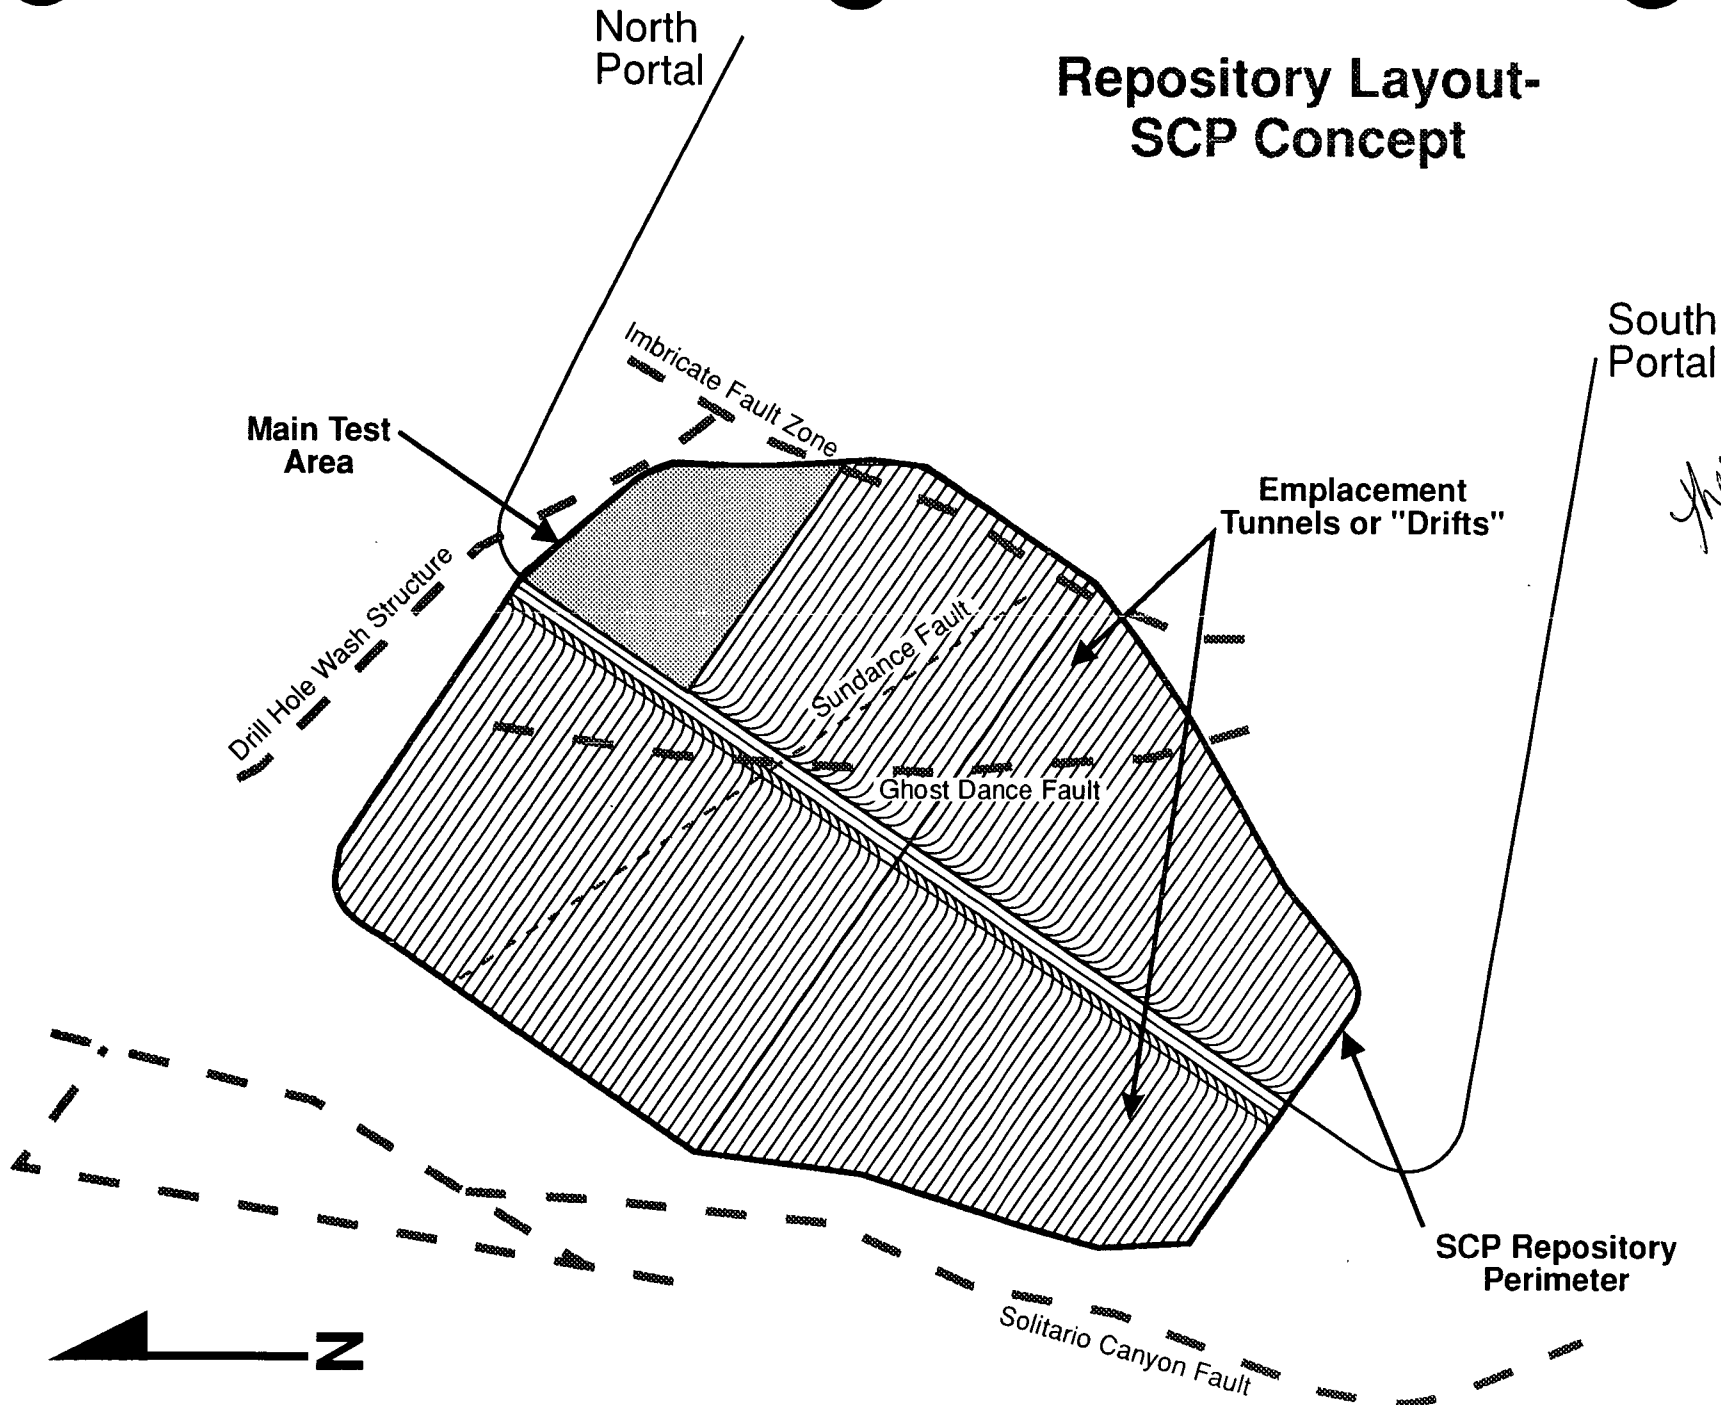 North
Portal
Repository Layout-
SCP Concept
South
Portal
Imbricate Fault Zone
Main Test
Area
Emplacement
Tunnels or "Drifts"
Drill Hole Wash Structure
Sundance Fault
Ghost Dance Fault
SCP Repository
Perimeter
Solitario Canyon Fault
N